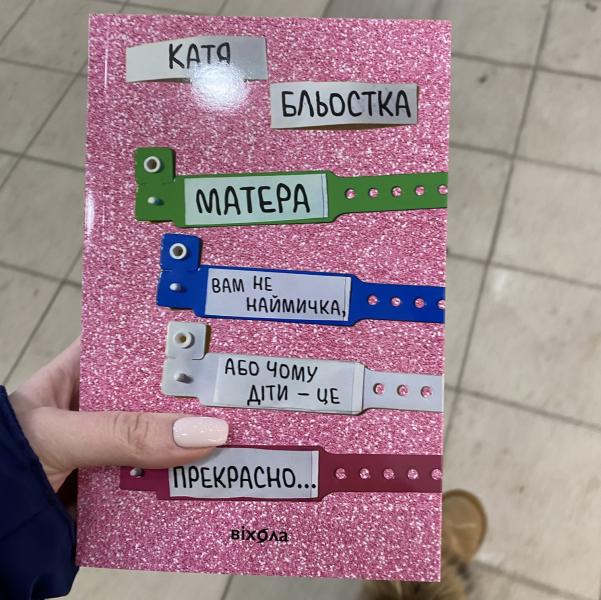 КАТЯ
БЛЬОСТКА
МАТЕРА
ВАМ НЕ
НАЙМИЧКА,
АБО ЧОМУ
ДІТИ – ЦЕ
ПРЕКРАСНО...
віхола